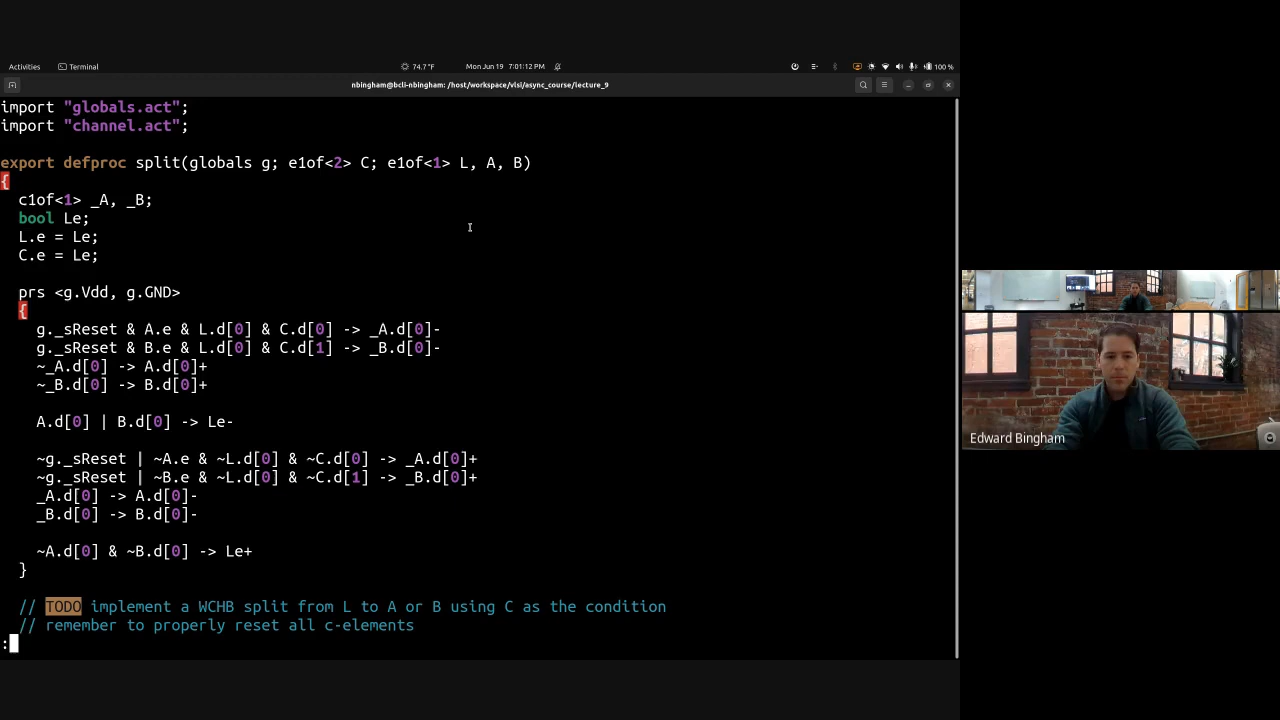 Activities Terminal 74.7 °F Mon Jun 19 7:01:12 PM 100 %
nbingham@bcli-nbingham: /host/workspace/vlsi/async_course/lecture_9
import "globals.act";
import "channel.act";
export defproc split(globals g; e1of<2> C; e1of<1> L, A, B)
{
c1of<1> _A, _B;
bool Le;
L.e = Le;
C.e = Le;
prs <g.Vdd, g.GND>
{
g._sReset & A.e & L.d[0] & C.d[0] -> _A.d[0]-
g._sReset & B.e & L.d[0] & C.d[1] -> _B.d[0]-
~_A.d[0] -> A.d[0]+
~_B.d[0] -> B.d[0]+
A.d[0] | B.d[0] -> Le-
~g._sReset | ~A.e & ~L.d[0] & ~C.d[0] -> _A.d[0]+
~g._sReset | ~B.e & ~L.d[0] & ~C.d[1] -> _B.d[0]+
_A.d[0] -> A.d[0]-
_B.d[0] -> B.d[0]-
~A.d[0] & ~B.d[0] -> Le+
}
// TODO implement a WCHB split from L to A or B using C as the condition
// remember to properly reset all c-elements
:
Edward Bingham